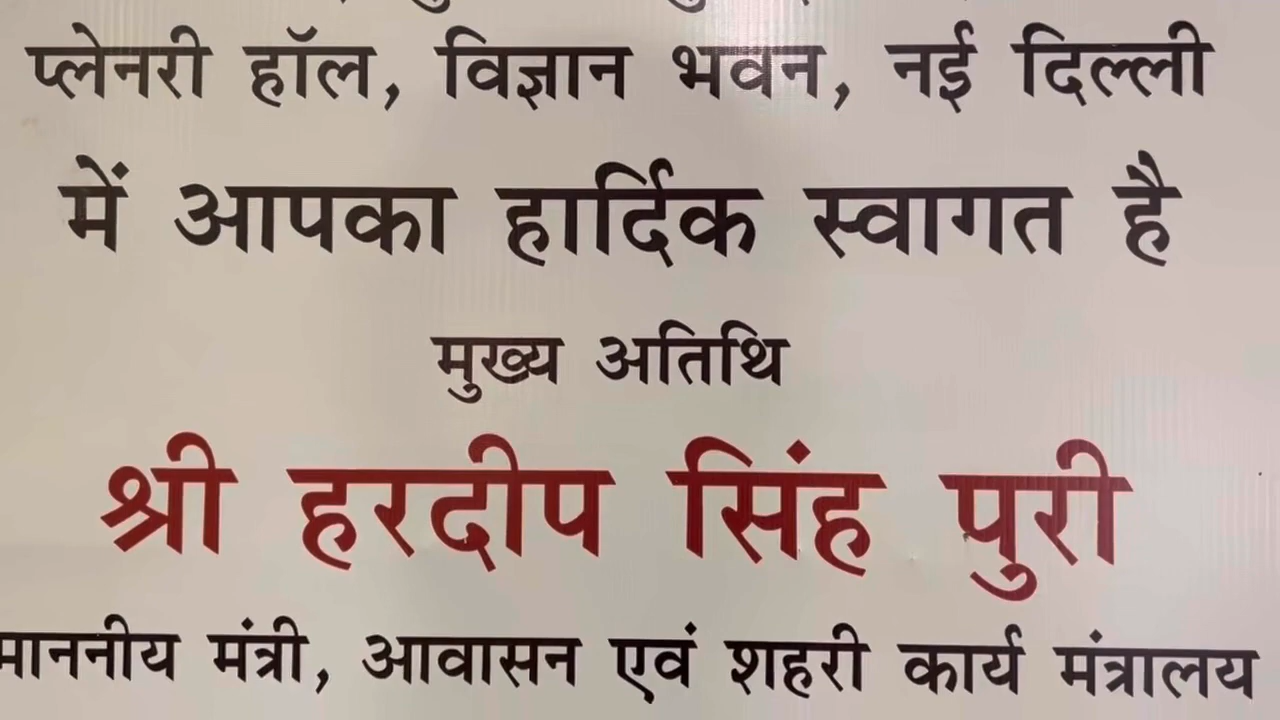 प्लेनरी हॉल, विज्ञान भवन, नई दिल्ली
में आपका हार्दिक स्वागत है
मुख्य अतिथि
श्री हरदीप सिंह पुरी
माननीय मंत्री, आवासन एवं शहरी कार्य मंत्रालय